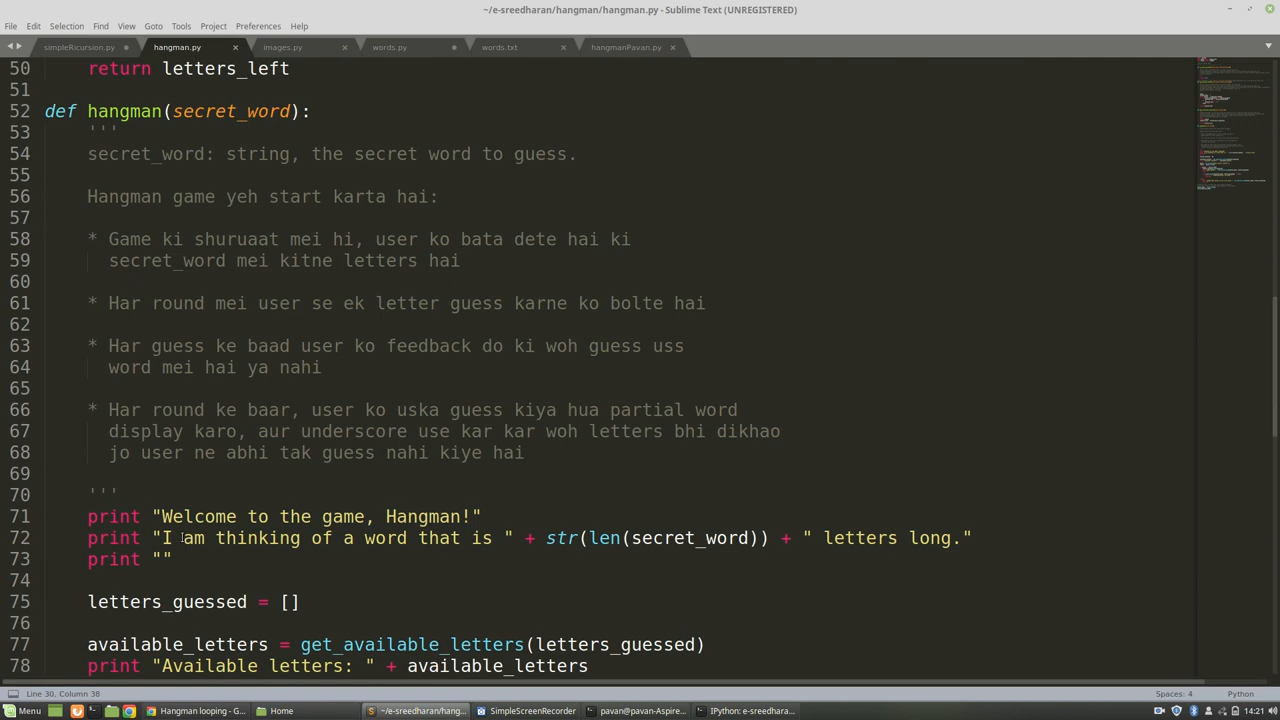 ~/e-sreedharan/hangman/hangman.py - Sublime Text (UNREGISTERED)
File Edit Selection Find View Goto Tools Project Preferences Help
simpleRicursion.py hangman.py images.py words.py words.txt hangmanPavan.py
50 return letters_left
51
52 def hangman(secret_word):
53 '''
54 secret_word: string, the secret word to guess.
55
56 Hangman game yeh start karta hai:
57
58 * Game ki shuruaat mei hi, user ko bata dete hai ki
59 secret_word mei kitne letters hai
60
61 * Har round mei user se ek letter guess karne ko bolte hai
62
63 * Har guess ke baad user ko feedback do ki woh guess uss
64 word mei hai ya nahi
65
66 * Har round ke baar, user ko uska guess kiya hua partial word
67 display karo, aur underscore use kar kar woh letters bhi dikhao
68 jo user ne abhi tak guess nahi kiye hai
69
70 '''
71 print "Welcome to the game, Hangman!"
72 print "I am thinking of a word that is " + str(len(secret_word)) + " letters long."
73 print ""
74
75 letters_guessed = []
76
77 available_letters = get_available_letters(letters_guessed)
78 print "Available letters: " + available_letters
Line 30, Column 38 Spaces: 4 Python
Menu Hangman looping - G... Home ~/e-sreedharan/hang... SimpleScreenRecorder pavan@pavan-Aspire... IPython: e-sreedhara... 14:21